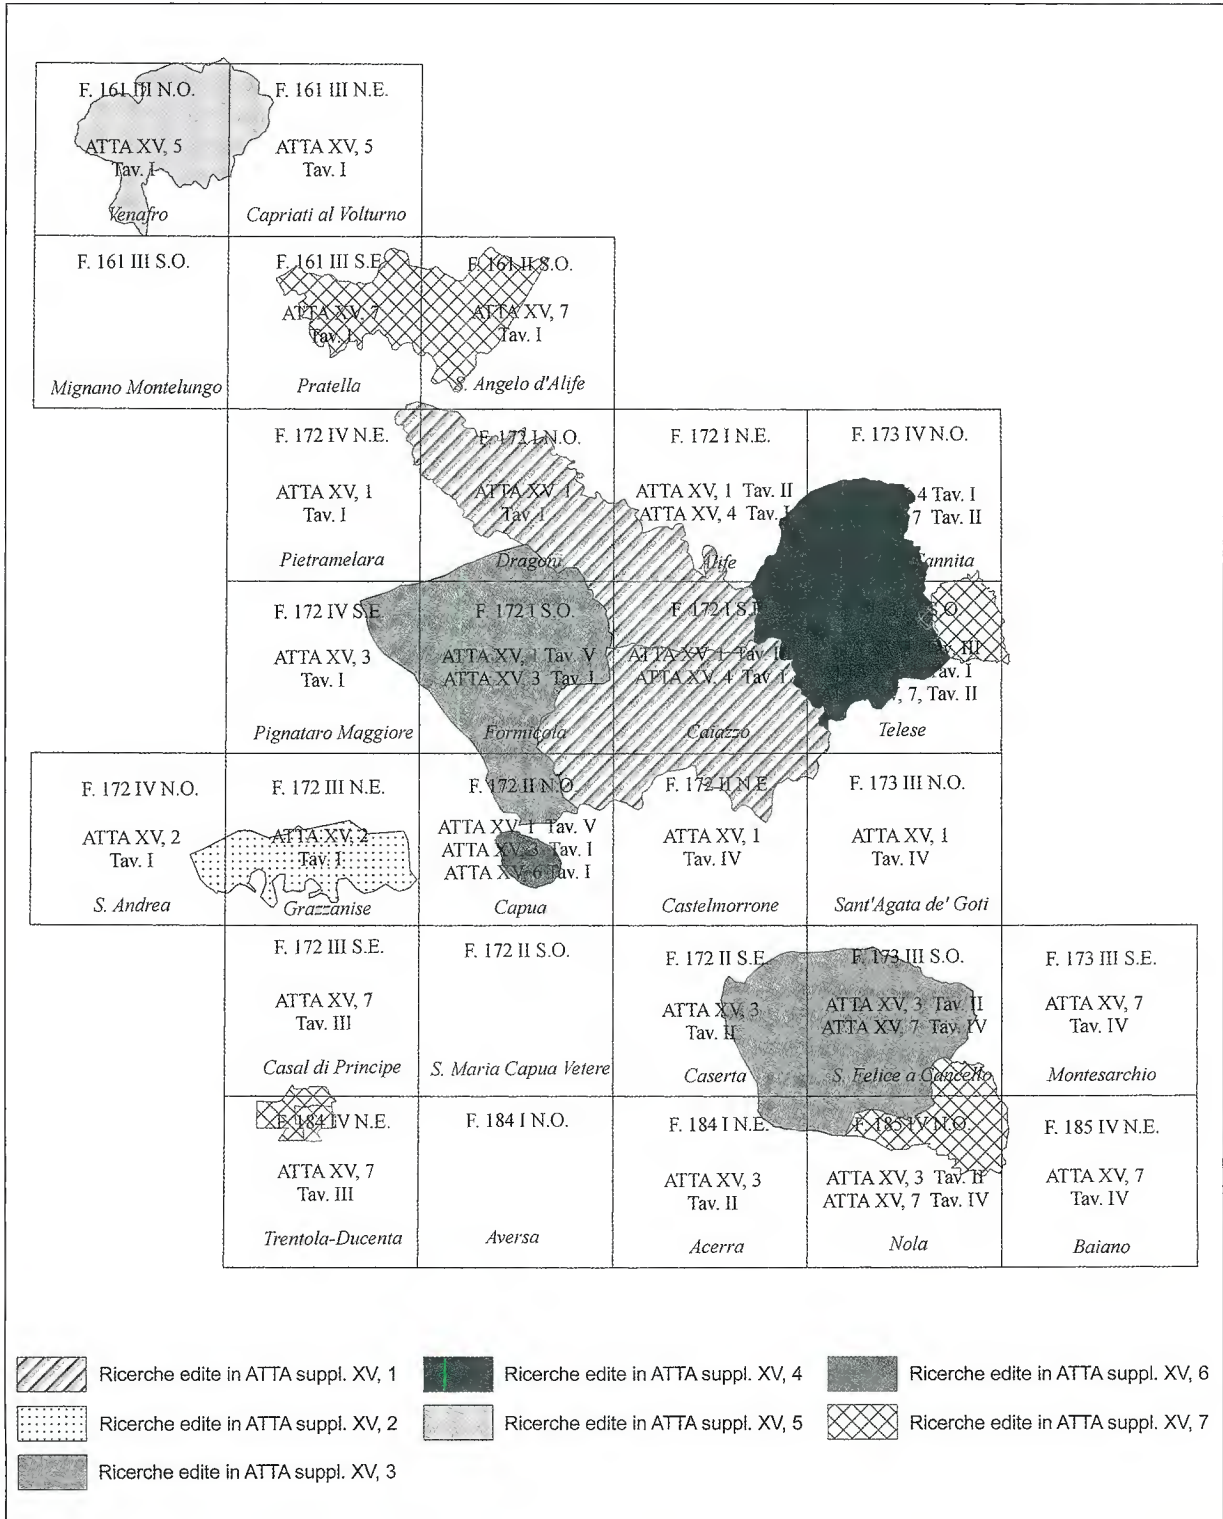 F. 161 III N.O.
ATTA XV, 5
Tav. I
Venafro
F. 161 III N.E.
ATTA XV, 5
Tav. I
Capriati al Volturno
F. 161 III S.O.
Mignano Montelungo
F. 161 III S.E
ATTA XV, 7
Tav. I
Pratella
F. 161 II S.O.
ATTA XV, 7
Tav. I
S. Angelo d'Alife
F. 172 IV N.E.
ATTA XV, 1
Tav. I
Pietramelara
F. 172 I N.O.
ATTA XV, 1
Tav. I
Dragoni
F. 172 I N.E.
ATTA XV, 1 Tav. II
ATTA XV, 4 Tav. I
Alife
F. 173 IV N.O.
4 Tav. I
7 Tav. II
annita
F. 172 IV S.E.
ATTA XV, 3
Tav. I
Pignataro Maggiore
F. 172 I S.O.
ATTA XV, 1 Tav. V
ATTA XV, 3 Tav. I
Formicola
F. 172 I S.E
ATTA XV, 1 Tav. III
ATTA XV, 4 Tav. I
Caiazzo
S.O.
III
Tav. I
, 7, Tav. II
Telese
F. 172 IV N.O.
ATTA XV, 2
Tav. I
S. Andrea
F. 172 III N.E.
ATTA XV, 2
Tav. I
Grazzanise
F. 172 II N.O.
ATTA XV, 1 Tav. V
ATTA XV, 3 Tav. I
ATTA XV, 6 Tav. I
Capua
F. 172 II N.E.
ATTA XV, 1
Tav. IV
Castelmorrone
F. 173 III N.O.
ATTA XV, 1
Tav. IV
Sant'Agata de' Goti
F. 172 III S.E.
ATTA XV, 7
Tav. III
Casal di Principe
F. 172 II S.O.
S. Maria Capua Vetere
F. 172 II S.E.
ATTA XV, 3
Tav. II
Caserta
F. 173 III S.O.
ATTA XV, 3 Tav. II
ATTA XV, 7 Tav. IV
S. Felice a Cancello
F. 173 III S.E.
ATTA XV, 7
Tav. IV
Montesarchio
F. 184 IV N.E.
ATTA XV, 7
Tav. III
Trentola-Ducenta
F. 184 I N.O.
Aversa
F. 184 I N.E.
ATTA XV, 3
Tav. II
Acerra
F. 185 IV N.O.
ATTA XV, 3 Tav. II
ATTA XV, 7 Tav. IV
Nola
F. 185 IV N.E.
ATTA XV, 7
Tav. IV
Baiano
Ricerche edite in ATTA suppl. XV, 1
Ricerche edite in ATTA suppl. XV, 2
Ricerche edite in ATTA suppl. XV, 3
Ricerche edite in ATTA suppl. XV, 4
Ricerche edite in ATTA suppl. XV, 5
Ricerche edite in ATTA suppl. XV, 6
Ricerche edite in ATTA suppl. XV, 7